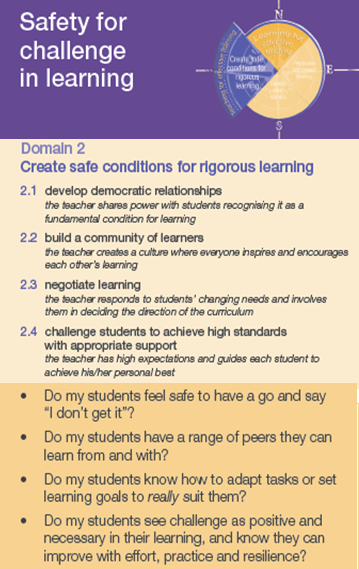 Safety for
challenge
in learning
N
E
S
Learning for
effective
teaching
Create safe
conditions for
rigorous
learning
Teaching for effective learning
Domain 2
Create safe conditions for rigorous learning
2.1 develop democratic relationships
the teacher shares power with students recognising it as a
fundamental condition for learning
2.2 build a community of learners
the teacher creates a culture where everyone inspires and encourages
each other's learning
2.3 negotiate learning
the teacher responds to students' changing needs and involves
them in deciding the direction of the curriculum
2.4 challenge students to achieve high standards
with appropriate support
the teacher has high expectations and guides each student to
achieve his/her personal best
• Do my students feel safe to have a go and say
“I don't get it”?
• Do my students have a range of peers they can
learn from and with?
• Do my students know how to adapt tasks or set
learning goals to really suit them?
• Do my students see challenge as positive and
necessary in their learning, and know they can
improve with effort, practice and resilience?